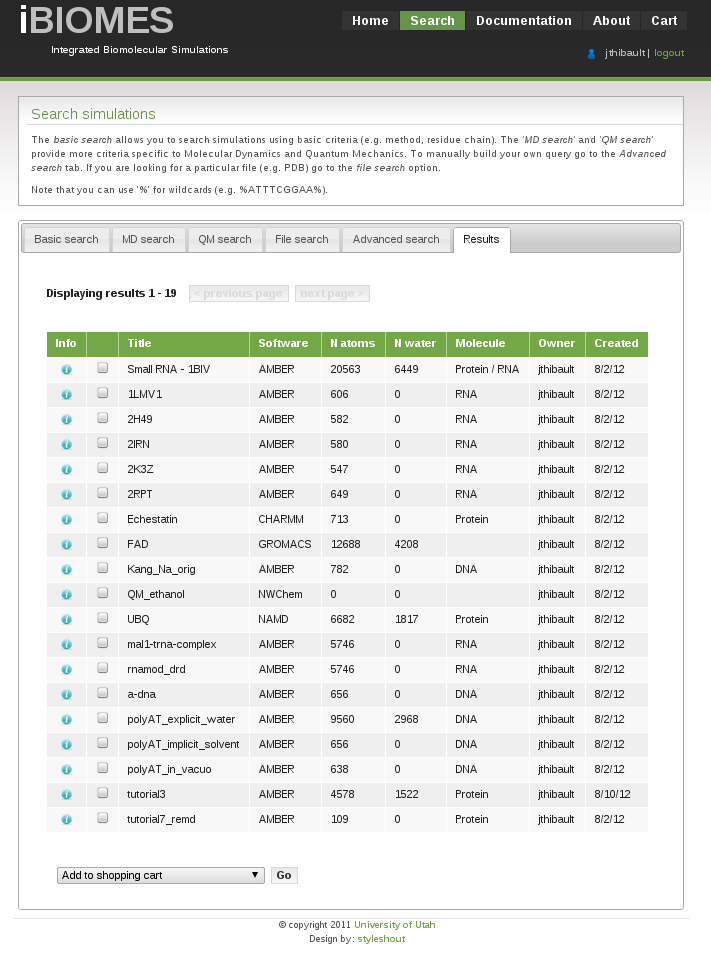 iBIOMES
Home Search Documentation About Cart
Integrated Biomolecular Simulations
jthibault | logout
Search simulations
The basic search allows you to search simulations using basic criteria (e.g. method, residue chain). The 'MD search' and 'QM search'
provide more criteria specific to Molecular Dynamics and Quantum Mechanics. To manually build your own query go to the Advanced
search tab. If you are looking for a particular file (e.g. PDB) go to the file search option.
Note that you can use '%' for wildcards (e.g. %ATTTCGGAA%).
Basic search MD search QM search File search Advanced search Results
Displaying results 1 - 19 < previous page next page >
Info Title Software N atoms N water Molecule Owner Created
i Small RNA - 1BIV AMBER 20563 6449 Protein / RNA jthibault 8/2/12
i 1LMV1 AMBER 606 0 RNA jthibault 8/2/12
i 2H49 AMBER 582 0 RNA jthibault 8/2/12
i 2IRN AMBER 580 0 RNA jthibault 8/2/12
i 2K3Z AMBER 547 0 RNA jthibault 8/2/12
i 2RPT AMBER 649 0 RNA jthibault 8/2/12
i Echestatin CHARMM 713 0 Protein jthibault 8/2/12
i FAD GROMACS 12688 4208 jthibault 8/2/12
i Kang_Na_orig AMBER 782 0 DNA jthibault 8/2/12
i QM_ethanol NWChem 0 0 jthibault 8/2/12
i UBQ NAMD 6682 1817 Protein jthibault 8/2/12
i mal1-trna-complex AMBER 5746 0 RNA jthibault 8/2/12
i rnamod_drd AMBER 5746 0 RNA jthibault 8/2/12
i a-dna AMBER 656 0 DNA jthibault 8/2/12
i polyAT_explicit_water AMBER 9560 2968 DNA jthibault 8/2/12
i polyAT_implicit_solvent AMBER 656 0 DNA jthibault 8/2/12
i polyAT_in_vacuo AMBER 638 0 DNA jthibault 8/2/12
i tutorial3 AMBER 4578 1522 Protein jthibault 8/10/12
i tutorial7_remd AMBER 109 0 Protein jthibault 8/2/12
Add to shopping cart Go
© copyright 2011 University of Utah
Design by: styleshout